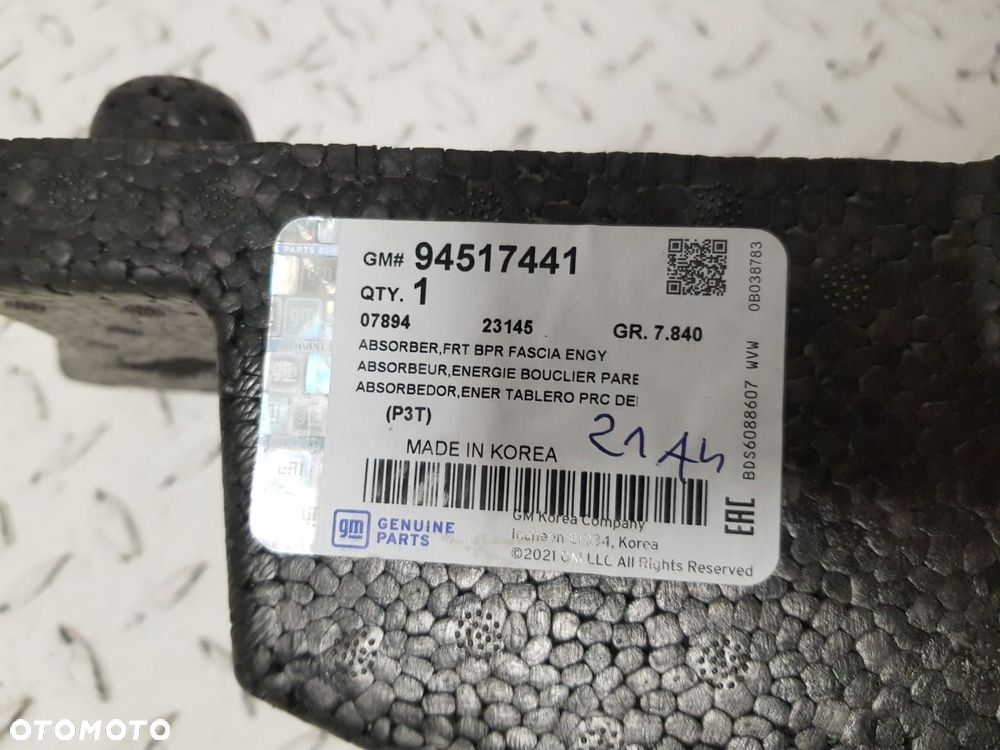 GM# 94517441
QTY. 1
07894 23145 GR. 7.840
ABSORBER,FRT BPR FASCIA ENGY
ABSORBEUR,ENERGIE BOUCLIER PARE
ABSORBEDOR,ENER TABLERO PRC DE
(P3T)
MADE IN KOREA
21A4
gm GENUINE
PARTS
GM Korea Company
Korea
©2021 GM LLC All Rights Reserved
EAC
BDS6088607 WVW 0B038783
OTOMOTO